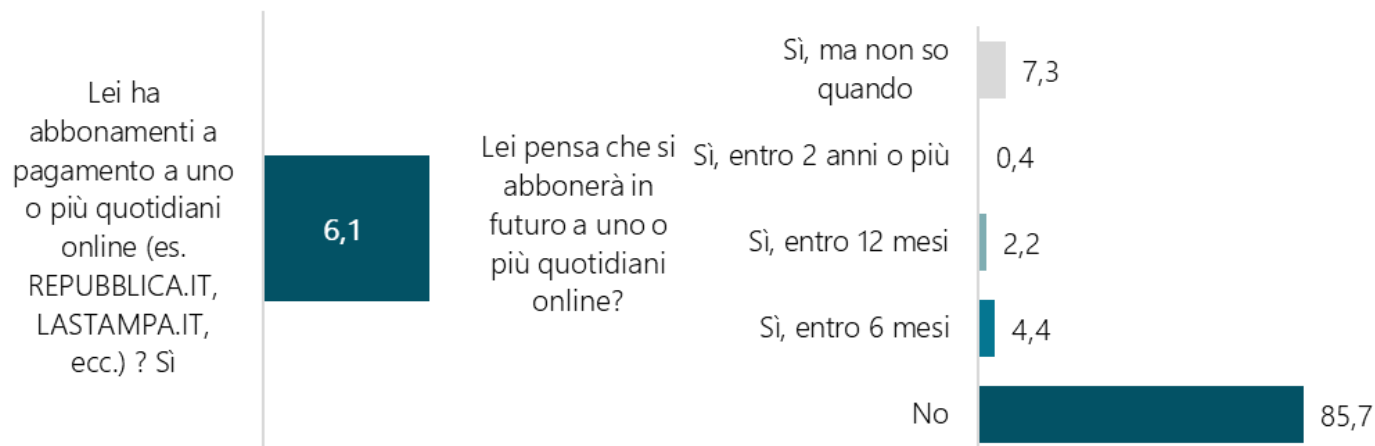 Lei ha
abbonamenti a
pagamento a uno
o più quotidiani
online (es.
REPUBBLICA.IT,
LASTAMPA.IT,
ecc.) ? Sì
6,1
Lei pensa che si
abbonerà in
futuro a uno o
più quotidiani
online?
Sì, ma non so
quando
7,3
Sì, entro 2 anni o più
0,4
Sì, entro 12 mesi
2,2
Sì, entro 6 mesi
4,4
No
85,7